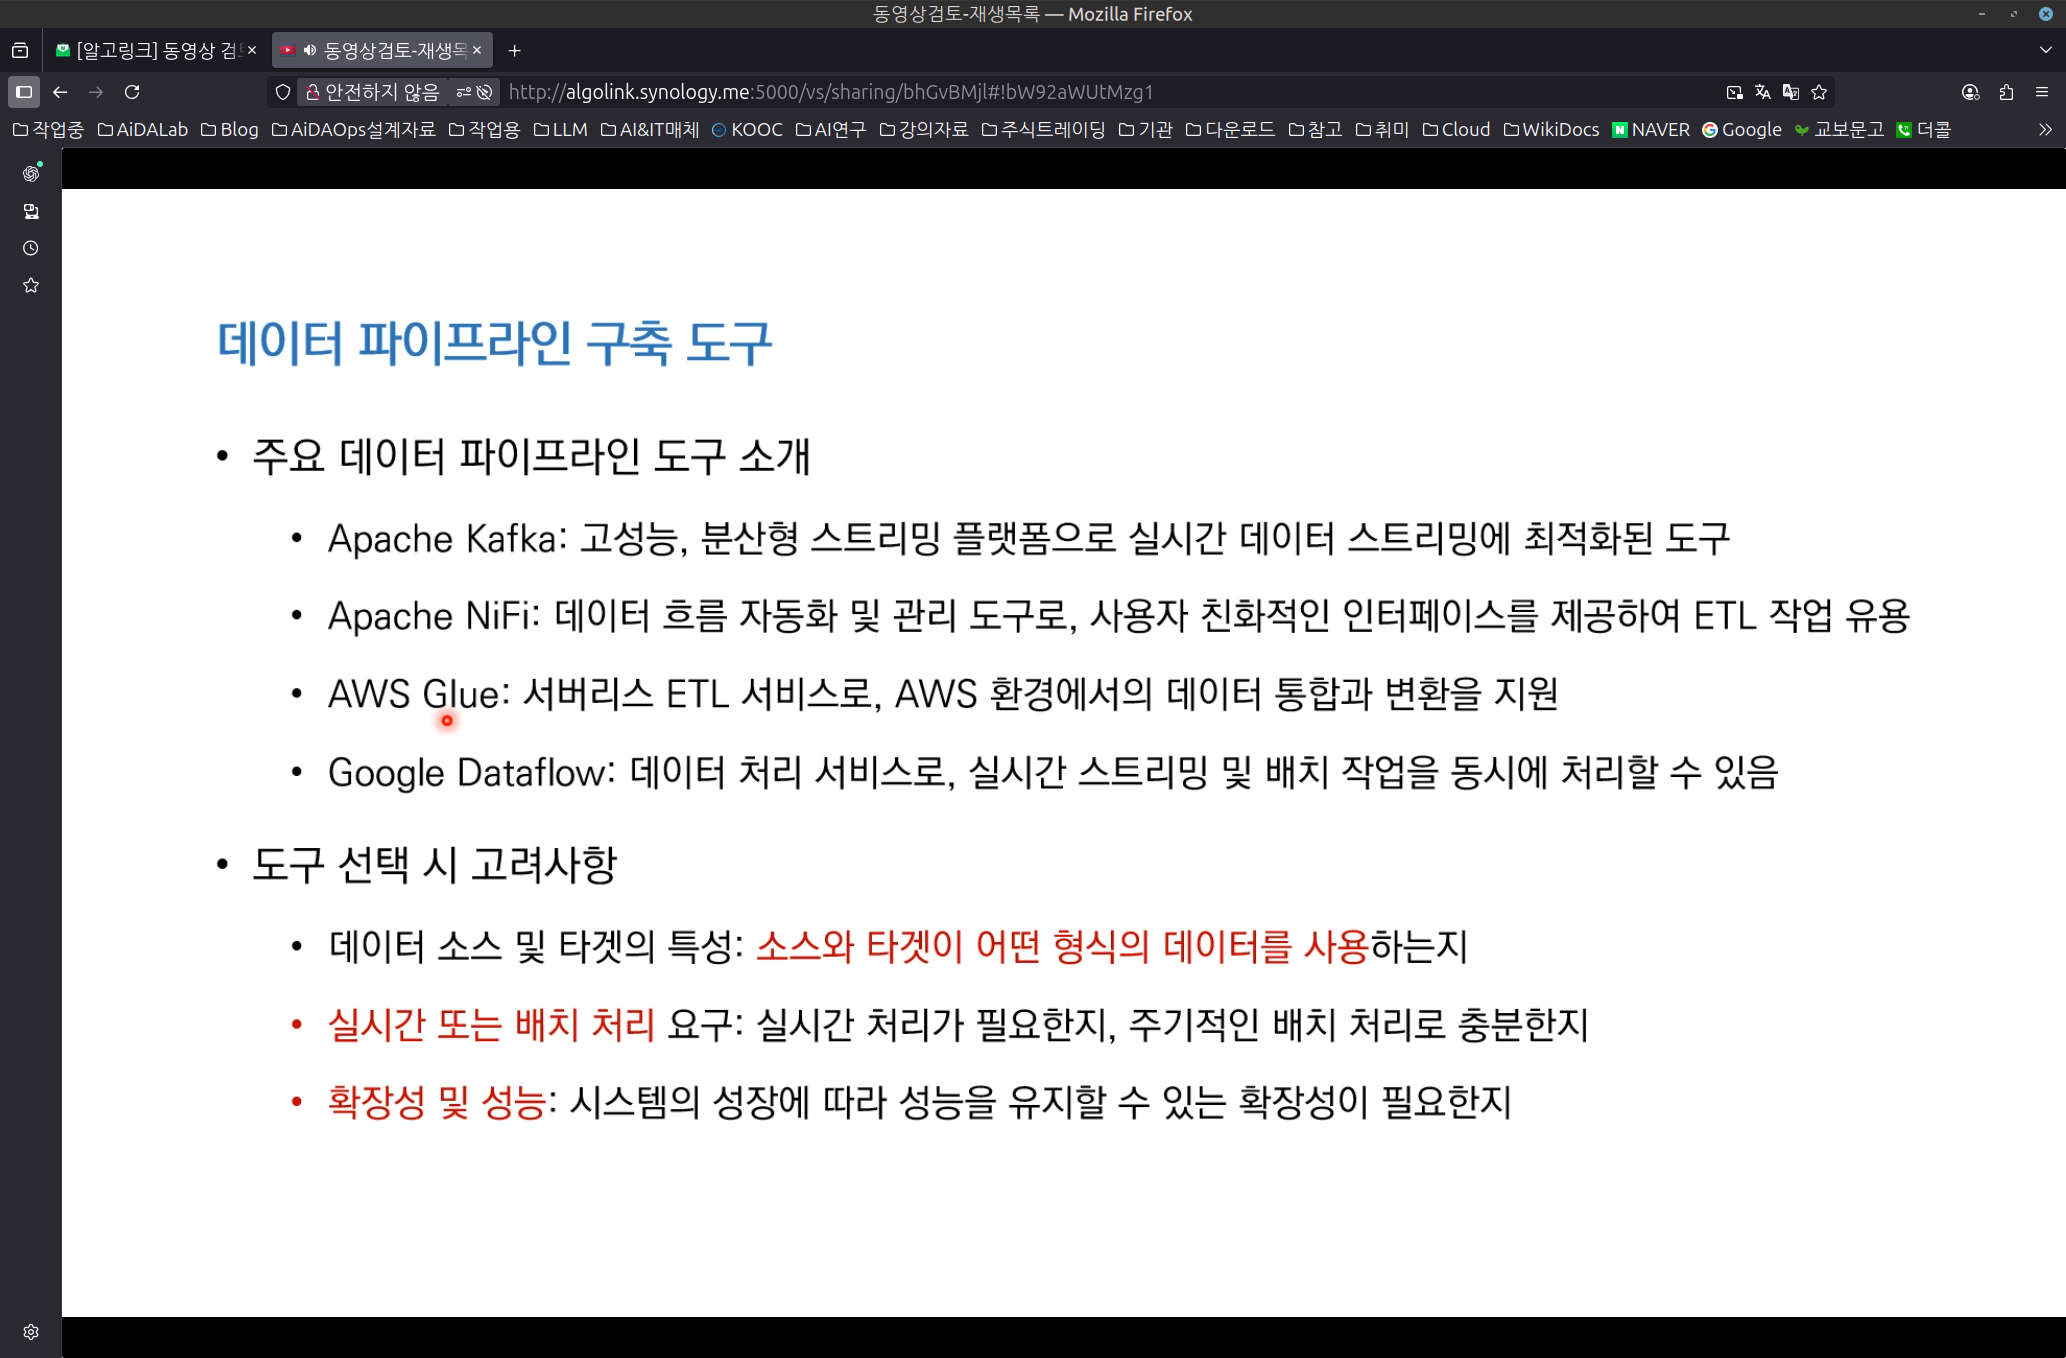 동영상검토-재생목록 — Mozilla Firefox
[알고링크] 동영상 검
동영상검토-재생목
안전하지 않음
http://algolink.synology.me:5000/vs/sharing/bhGvBMjl#!bW92aWUtMzg1
작업중 AiDALab Blog AiDAOps설계자료 작업용 LLM AI&IT매체 KOOC AI연구 강의자료 주식트레이딩 기관 다운로드 참고 취미 Cloud WikiDocs NAVER Google 교보문고 더콜
데이터 파이프라인 구축 도구
• 주요 데이터 파이프라인 도구 소개
• Apache Kafka: 고성능, 분산형 스트리밍 플랫폼으로 실시간 데이터 스트리밍에 최적화된 도구
• Apache NiFi: 데이터 흐름 자동화 및 관리 도구로, 사용자 친화적인 인터페이스를 제공하여 ETL 작업 유용
• AWS Glue: 서버리스 ETL 서비스로, AWS 환경에서의 데이터 통합과 변환을 지원
• Google Dataflow: 데이터 처리 서비스로, 실시간 스트리밍 및 배치 작업을 동시에 처리할 수 있음
• 도구 선택 시 고려사항
• 데이터 소스 및 타겟의 특성: 소스와 타겟이 어떤 형식의 데이터를 사용하는지
• 실시간 또는 배치 처리 요구: 실시간 처리가 필요한지, 주기적인 배치 처리로 충분한지
• 확장성 및 성능: 시스템의 성장에 따라 성능을 유지할 수 있는 확장성이 필요한지